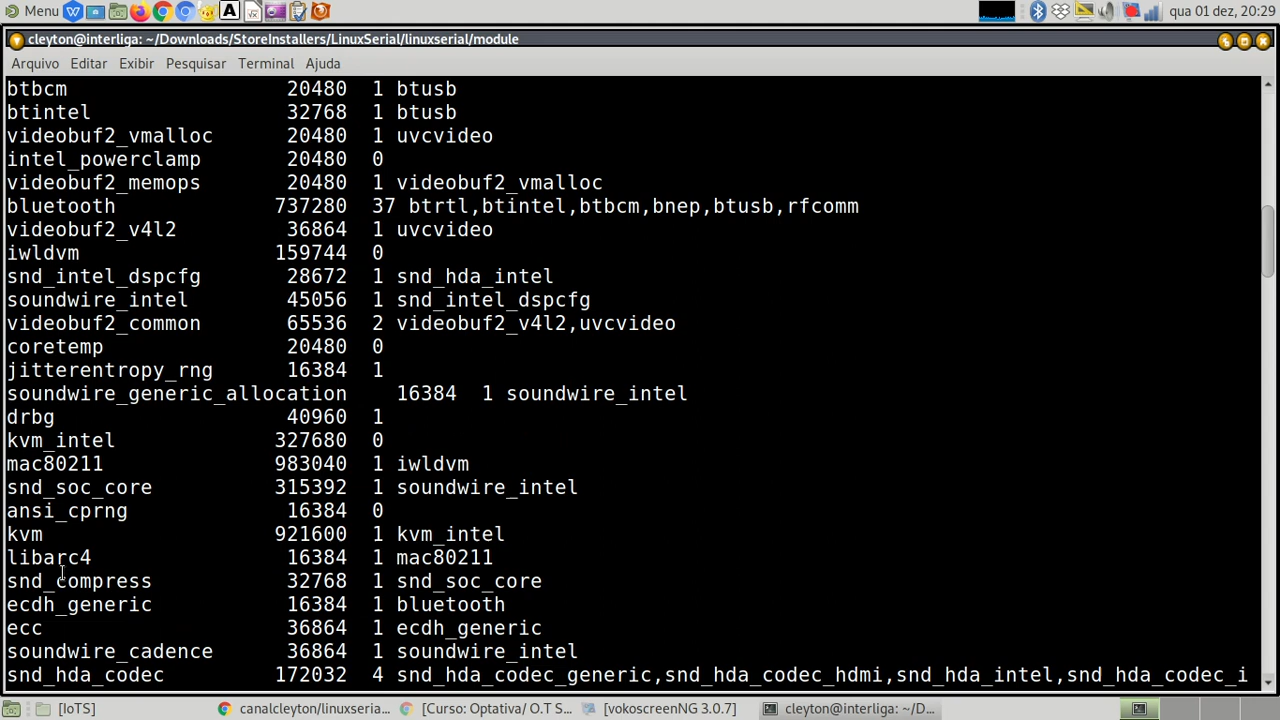 Menu
A
qua 01 dez, 20:29
cleyton@interliga: ~/Downloads/StoreInstallers/LinuxSerial/linuxserial/module
Arquivo Editar Exibir Pesquisar Terminal Ajuda
btbcm 20480 1 btusb
btintel 32768 1 btusb
videobuf2_vmalloc 20480 1 uvcvideo
intel_powerclamp 20480 0
videobuf2_memops 20480 1 videobuf2_vmalloc
bluetooth 737280 37 btrtl,btintel,btbcm,bnep,btusb,rfcomm
videobuf2_v4l2 36864 1 uvcvideo
iwldvm 159744 0
snd_intel_dspcfg 28672 1 snd_hda_intel
soundwire_intel 45056 1 snd_intel_dspcfg
videobuf2_common 65536 2 videobuf2_v4l2,uvcvideo
coretemp 20480 0
jitterentropy_rng 16384 1
soundwire_generic_allocation 16384 1 soundwire_intel
drbg 40960 1
kvm_intel 327680 0
mac80211 983040 1 iwldvm
snd_soc_core 315392 1 soundwire_intel
ansi_cprng 16384 0
kvm 921600 1 kvm_intel
libarc4 16384 1 mac80211
snd_compress 32768 1 snd_soc_core
ecdh_generic 16384 1 bluetooth
ecc 36864 1 ecdh_generic
soundwire_cadence 36864 1 soundwire_intel
snd_hda_codec 172032 4 snd_hda_codec_generic,snd_hda_codec_hdmi,snd_hda_intel,snd_hda_codec_i
[IoTS] canalcleyton/linuxseria... [Curso: Optativa/ O.T S... [vokoscreenNG 3.0.7] cleyton@interliga: ~/D...